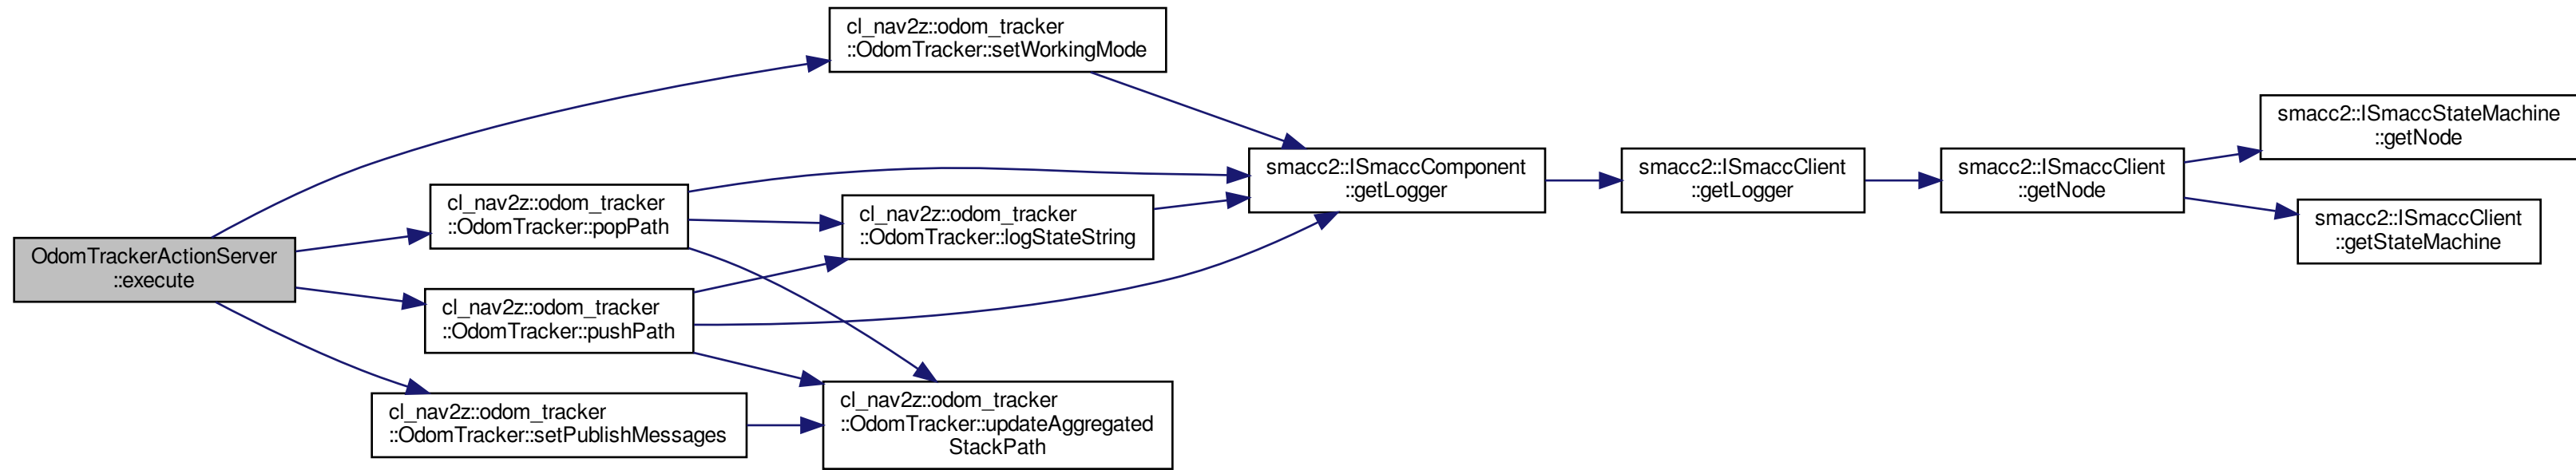 OdomTrackerActionServer
::execute
cl_nav2z::odom_tracker
::OdomTracker::setWorkingMode
cl_nav2z::odom_tracker
::OdomTracker::popPath
cl_nav2z::odom_tracker
::OdomTracker::logStateString
cl_nav2z::odom_tracker
::OdomTracker::pushPath
cl_nav2z::odom_tracker
::OdomTracker::setPublishMessages
cl_nav2z::odom_tracker
::OdomTracker::updateAggregated
StackPath
smacc2::ISmaccComponent
::getLogger
smacc2::ISmaccClient
::getLogger
smacc2::ISmaccClient
::getNode
smacc2::ISmaccStateMachine
::getNode
smacc2::ISmaccClient
::getStateMachine